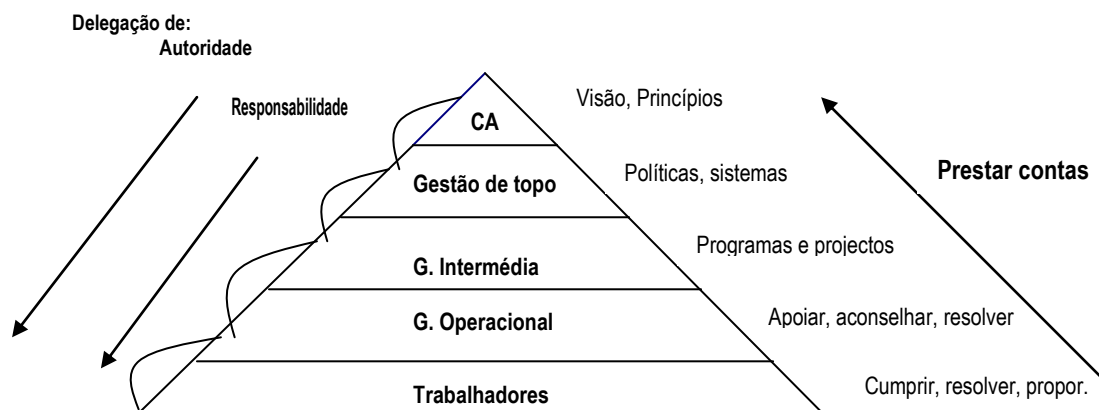 Delegação de:
Autoridade
Responsabilidade
CA
Visão, Princípios
Gestão de topo
Políticas, sistemas
Prestar contas
G. Intermédia
Programas e projectos
G. Operacional
Apoiar, aconselhar, resolver
Trabalhadores
Cumprir, resolver, propor.